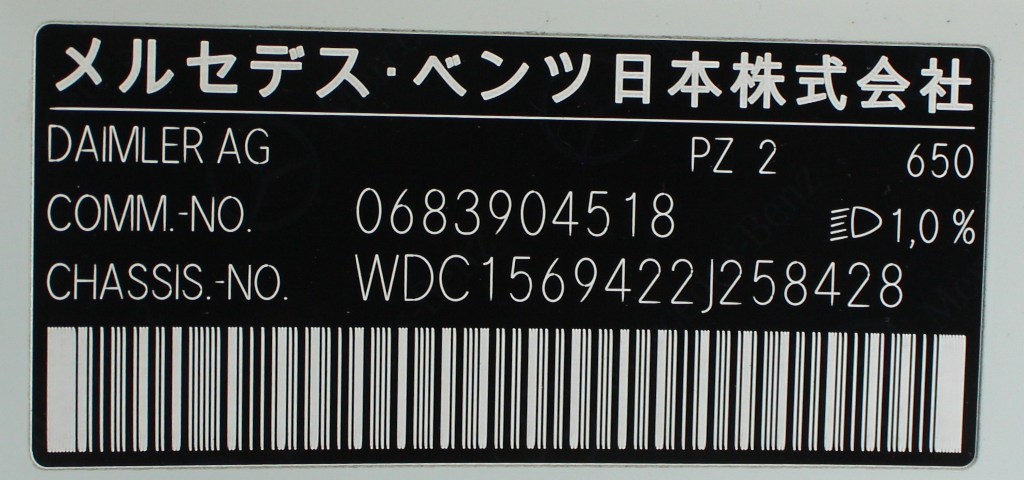 メルセデス・ベンツ日本株式会社
DAIMLER AG PZ 2 650
COMM.-NO. 0683904518 1,0 %
CHASSIS.-NO. WDC1569422J258428